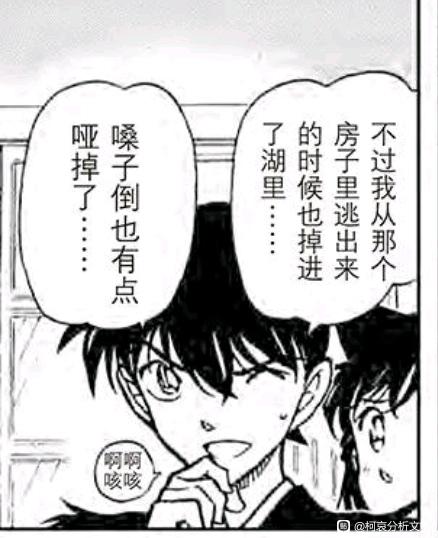 不过我从那个
房子里逃出来
的时候也掉进
了湖里……
嗓子倒也有点
哑掉了……
啊啊
咳咳
@柯哀分析文